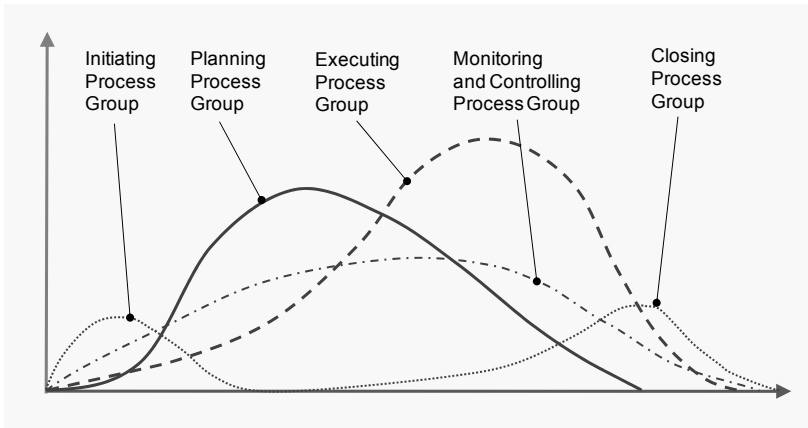 Initiating
Process
Group
Planning
Process
Group
Executing
Process
Group
Monitoring
and Controlling
Process Group
Closing
Process
Group